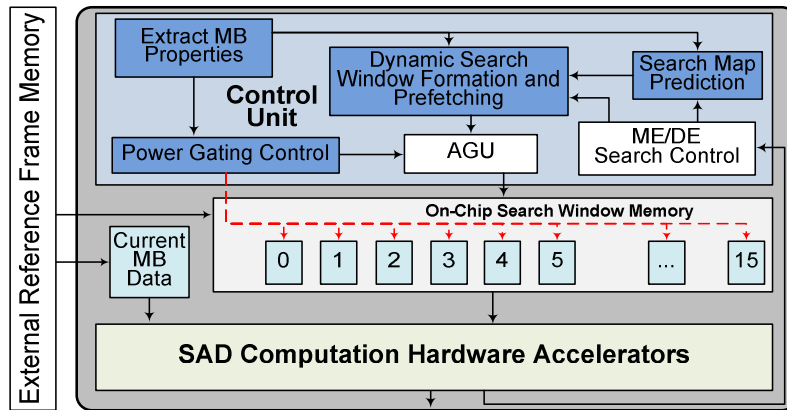 External Reference Frame Memory
Extract MB
Properties
Dynamic Search
Window Formation and
Prefetching
Search Map
Prediction
Control
Unit
Power Gating Control
AGU
ME/DE
Search Control
On-Chip Search Window Memory
Current
MB
Data
0 1 2 3 4 5 ... 15
SAD Computation Hardware Accelerators